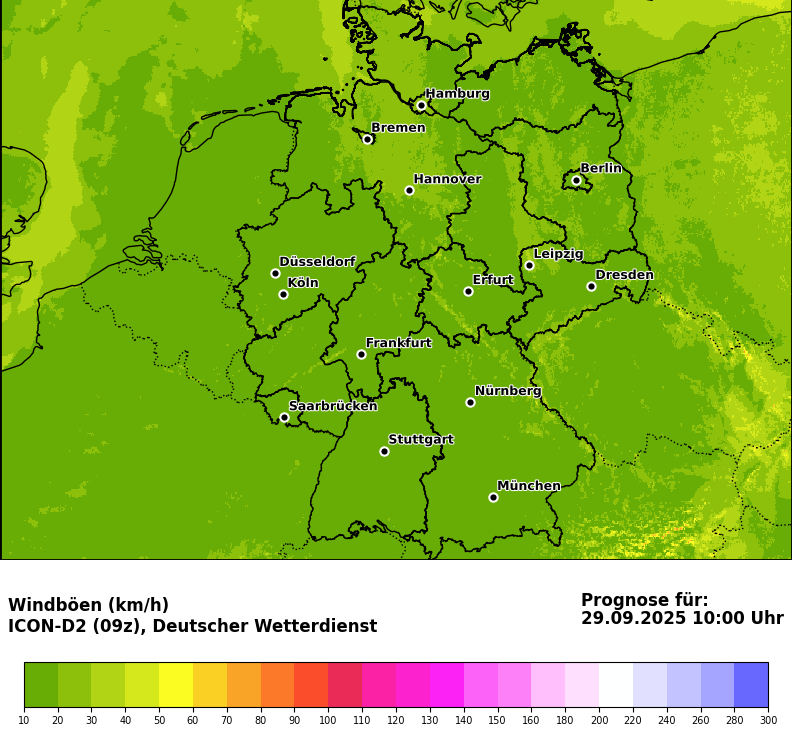 Hamburg
Bremen
Berlin
Hannover
Leipzig
Düsseldorf
Dresden
Köln
Erfurt
Frankfurt
Nürnberg
Saarbrücken
Stuttgart
München
Windböen (km/h)
ICON-D2 (09z), Deutscher Wetterdienst
Prognose für:
29.09.2025 10:00 Uhr
10 20 30 40 50 60 70 80 90 100 110 120 130 140 150 160 180 200 220 240 260 280 300